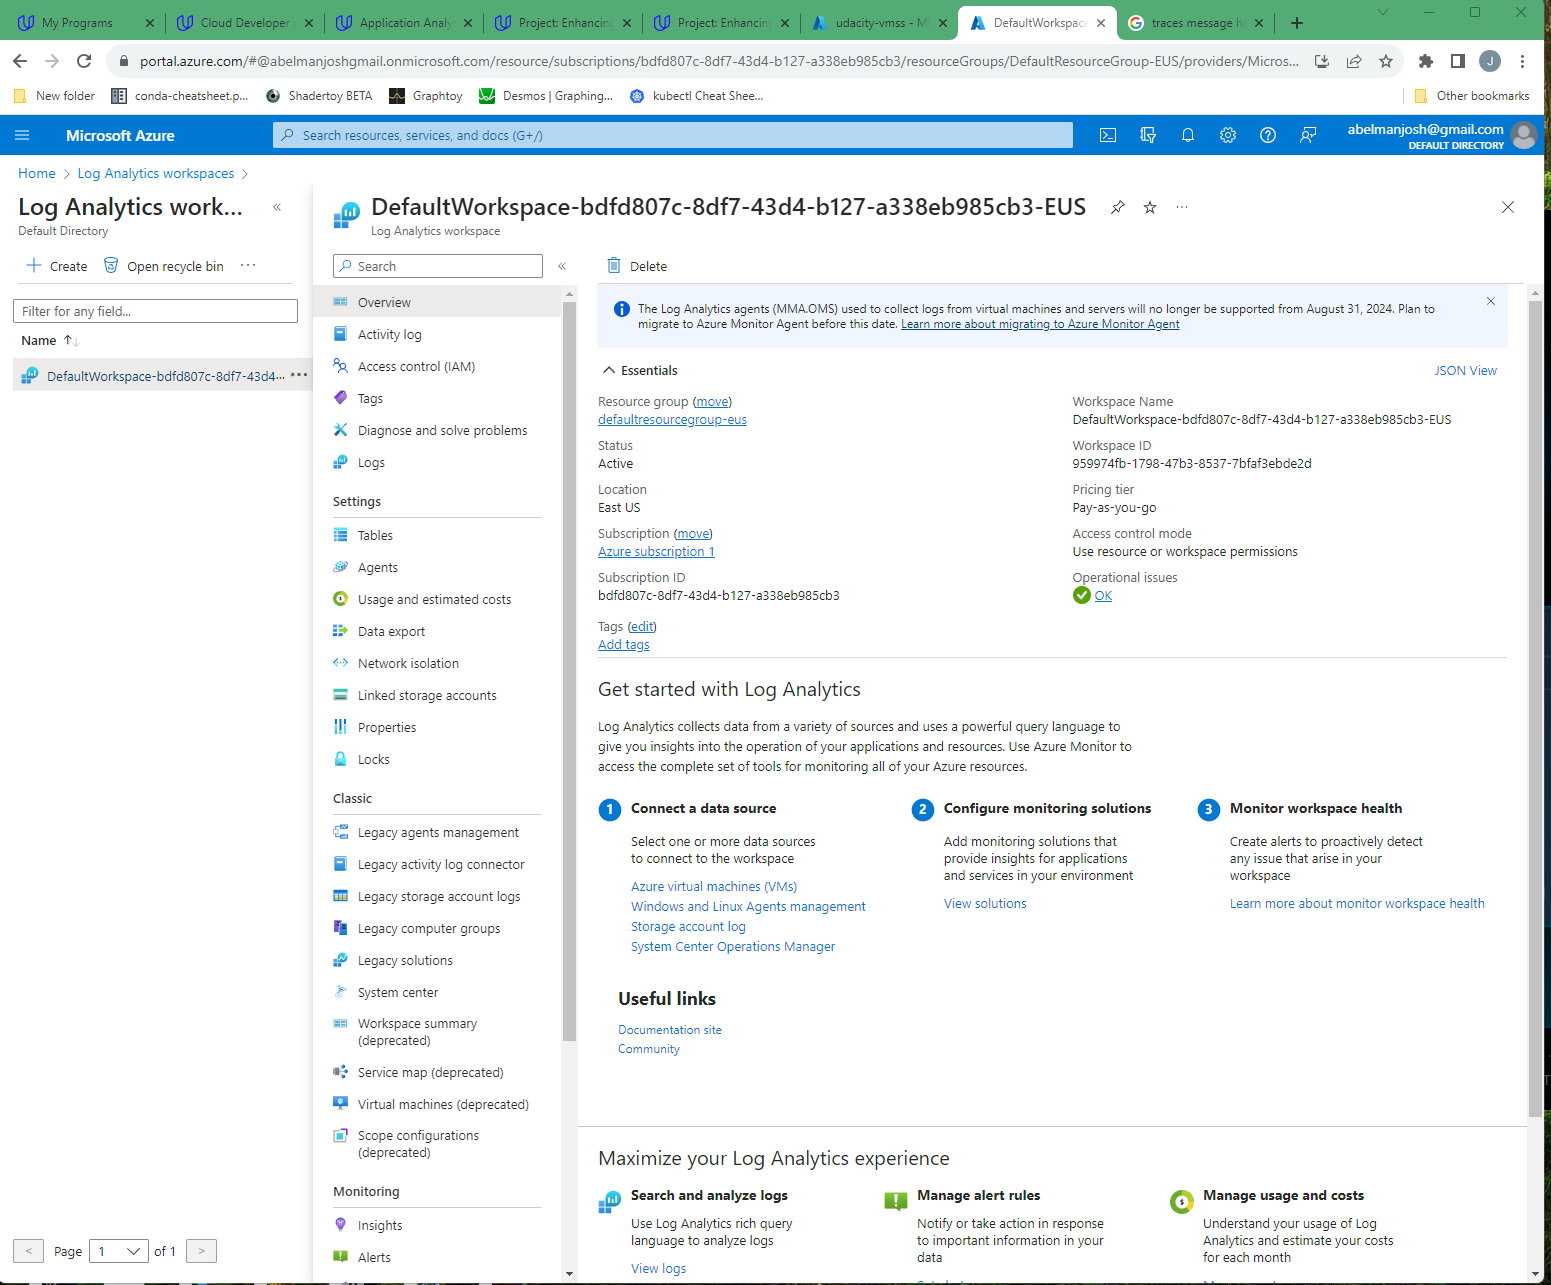 My Programs
Cloud Developer
Application Analy
Project: Enhancing
Project: Enhancin
udacity-vmss - M
DefaultWorkspace
traces message h
portal.azure.com/#@abelmanjoshgmail.onmicrosoft.com/resource/subscriptions/bdfd807c-8df7-43d4-b127-a338eb985cb3/resourceGroups/DefaultResourceGroup-EUS/providers/Micros...
J
New folder
conda-cheatsheet.p...
Shadertoy BETA
Graphtoy
Desmos | Graphing...
kubectl Cheat Shee...
Other bookmarks
Microsoft Azure
Search resources, services, and docs (G+/)
abelmanjosh@gmail.com
DEFAULT DIRECTORY
Home > Log Analytics workspaces >
Log Analytics work...
Default Directory
Create
Open recycle bin
Filter for any field...
Name
DefaultWorkspace-bdfd807c-8df7-43d4-...
< Page 1 of 1 >
DefaultWorkspace-bdfd807c-8df7-43d4-b127-a338eb985cb3-EUS
Log Analytics workspace
Search
Overview
Activity log
Access control (IAM)
Tags
Diagnose and solve problems
Logs
Settings
Tables
Agents
Usage and estimated costs
Data export
Network isolation
Linked storage accounts
Properties
Locks
Classic
Legacy agents management
Legacy activity log connector
Legacy storage account logs
Legacy computer groups
Legacy solutions
System center
Workspace summary
(deprecated)
Service map (deprecated)
Virtual machines (deprecated)
Scope configurations
(deprecated)
Monitoring
Insights
Alerts
Delete
The Log Analytics agents (MMA,OMS) used to collect logs from virtual machines and servers will no longer be supported from August 31, 2024. Plan to
migrate to Azure Monitor Agent before this date. Learn more about migrating to Azure Monitor Agent
Essentials
JSON View
Resource group (move)
defaultresourcegroup-eus
Status
Active
Location
East US
Subscription (move)
Azure subscription 1
Subscription ID
bdfd807c-8df7-43d4-b127-a338eb985cb3
Tags (edit)
Add tags
Workspace Name
DefaultWorkspace-bdfd807c-8df7-43d4-b127-a338eb985cb3-EUS
Workspace ID
959974fb-1798-47b3-8537-7bfaf3ebde2d
Pricing tier
Pay-as-you-go
Access control mode
Use resource or workspace permissions
Operational issues
OK
Get started with Log Analytics
Log Analytics collects data from a variety of sources and uses a powerful query language to
give you insights into the operation of your applications and resources. Use Azure Monitor to
access the complete set of tools for monitoring all of your Azure resources.
1 Connect a data source
Select one or more data sources
to connect to the workspace
Azure virtual machines (VMs)
Windows and Linux Agents management
Storage account log
System Center Operations Manager
2 Configure monitoring solutions
Add monitoring solutions that
provide insights for applications
and services in your environment
View solutions
3 Monitor workspace health
Create alerts to proactively detect
any issue that arise in your
workspace
Learn more about monitor workspace health
Useful links
Documentation site
Community
Maximize your Log Analytics experience
Search and analyze logs
Use Log Analytics rich query
language to analyze logs
View logs
Manage alert rules
Notify or take action in response
to important information in your
data
Manage usage and costs
Understand your usage of Log
Analytics and estimate your costs
for each month